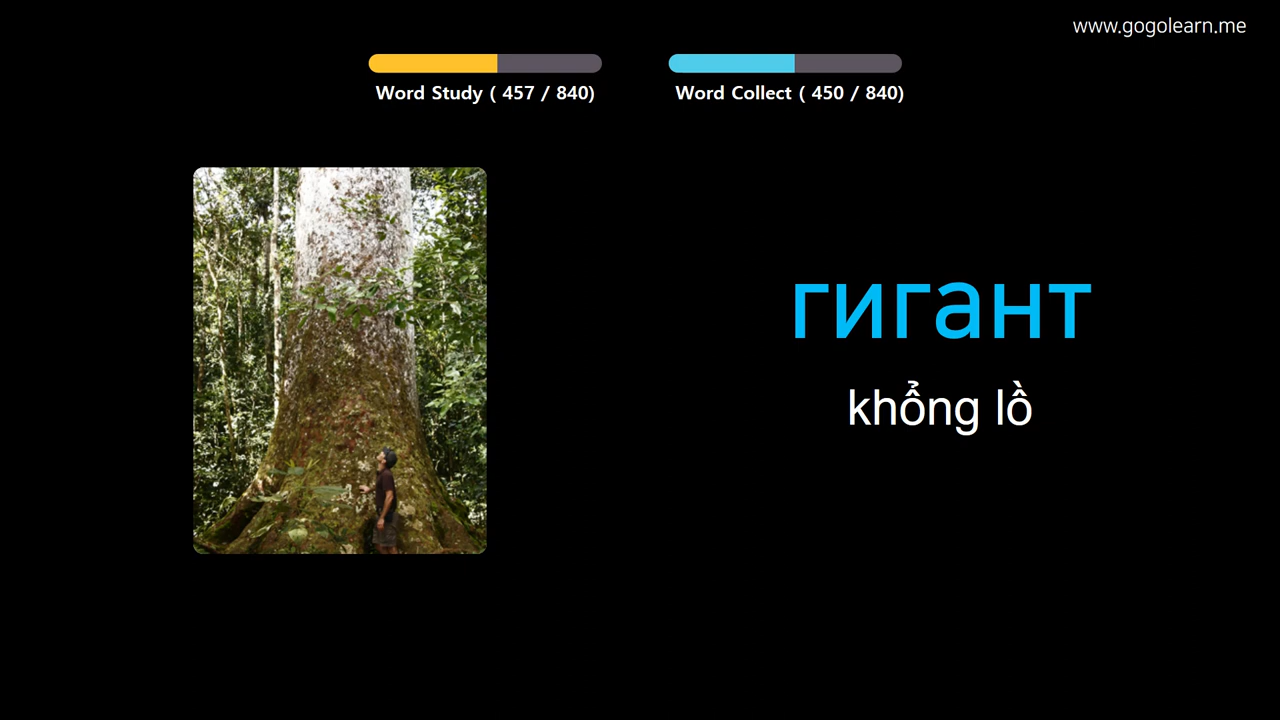 www.gogolearn.me
Word Study ( 457 / 840)
Word Collect ( 450 / 840)
гигант
khổng lồ